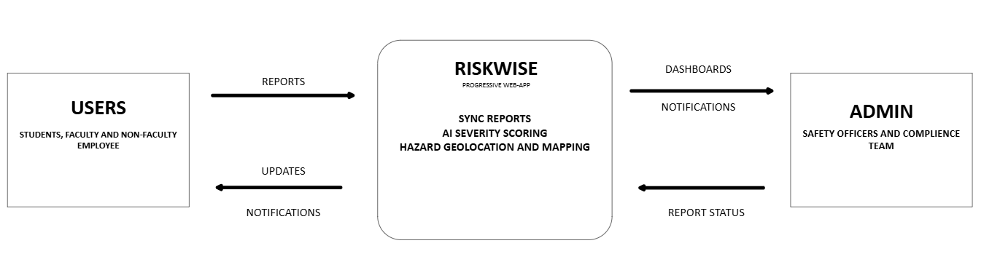 USERS
STUDENTS, FACULTY AND NON-FACULTY
EMPLOYEE
REPORTS
UPDATES
NOTIFICATIONS
RISKWISE
PROGRESSIVE WEB-APP
SYNC REPORTS
AI SEVERITY SCORING
HAZARD GEOLOCATION AND MAPPING
DASHBOARDS
NOTIFICATIONS
REPORT STATUS
ADMIN
SAFETY OFFICERS AND COMPLIENCE
TEAM